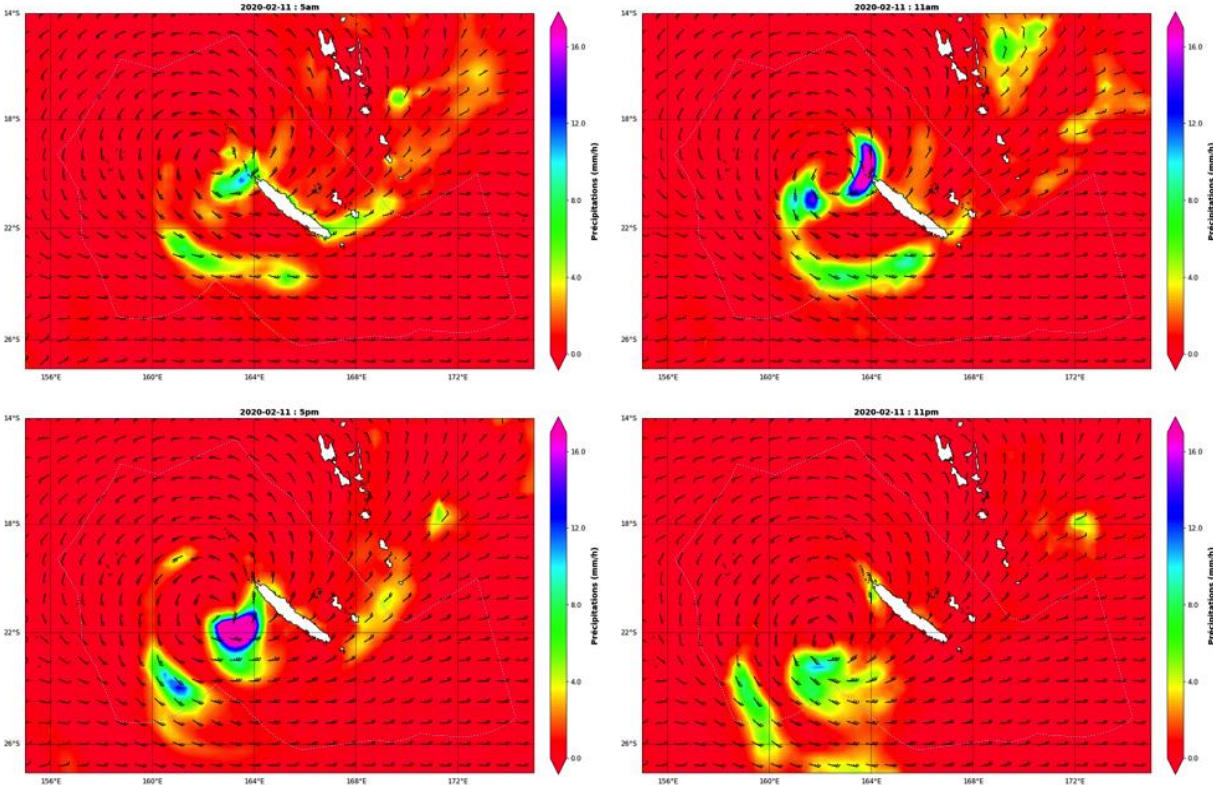 2020-02-11 : 5am
14°S
18°S
22°S
26°S
156°E
160°E
164°E
168°E
172°E
16.0
12.0
8.0
4.0
0.0
Précipitations (mm/h)
2020-02-11 : 11am
14°S
18°S
22°S
26°S
156°E
160°E
164°E
168°E
172°E
16.0
12.0
8.0
4.0
0.0
Précipitations (mm/h)
2020-02-11 : 5pm
14°S
18°S
22°S
26°S
156°E
160°E
164°E
168°E
172°E
16.0
12.0
8.0
4.0
0.0
Précipitations (mm/h)
2020-02-11 : 11pm
14°S
18°S
22°S
26°S
156°E
160°E
164°E
168°E
172°E
16.0
12.0
8.0
4.0
0.0
Précipitations (mm/h)